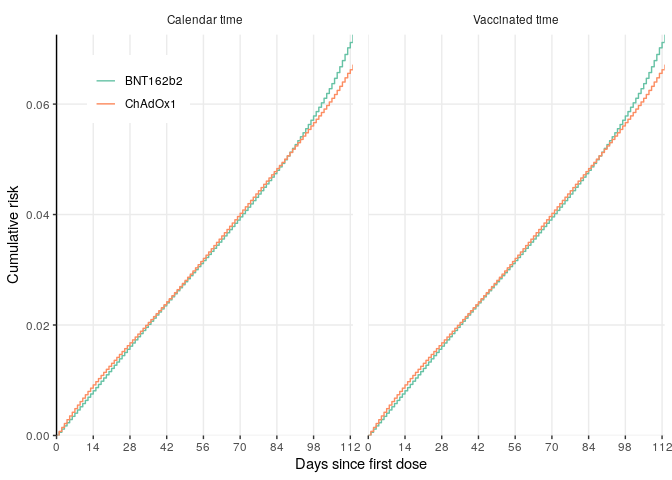 Calendar time
Vaccinated time
BNT162b2
ChAdOx1
Cumulative risk
0.06
0.04
0.02
0.00
0 14 28 42 56 70 84 98 112
0 14 28 42 56 70 84 98 112
Days since first dose